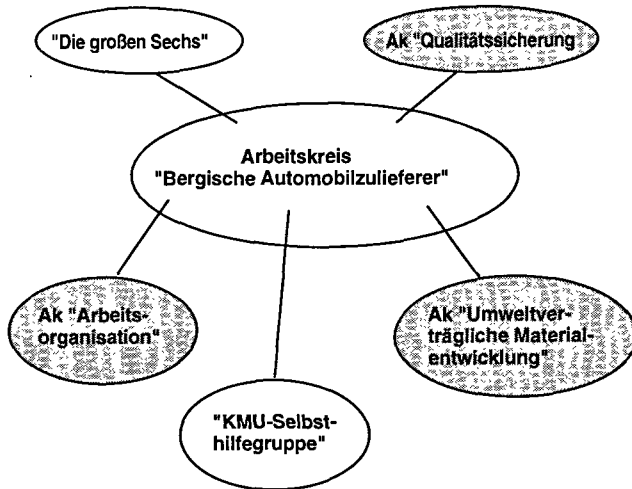 "Die großen Sechs"
Ak "Qualitätssicherung
Arbeitskreis
"Bergische Automobilzulieferer"
Ak "Arbeits-
organisation"
Ak "Umweltver-
trägliche Material-
entwicklung"
"KMU-Selbst-
hilfegruppe"